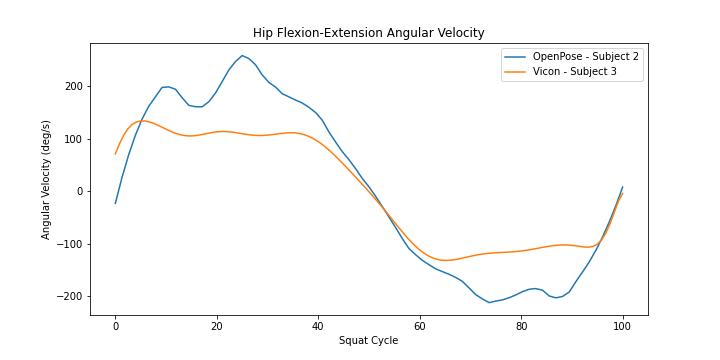 Hip Flexion-Extension Angular Velocity
OpenPose - Subject 2
Vicon - Subject 3
Angular Velocity (deg/s)
200
100
0
−100
−200
0 20 40 60 80 100
Squat Cycle